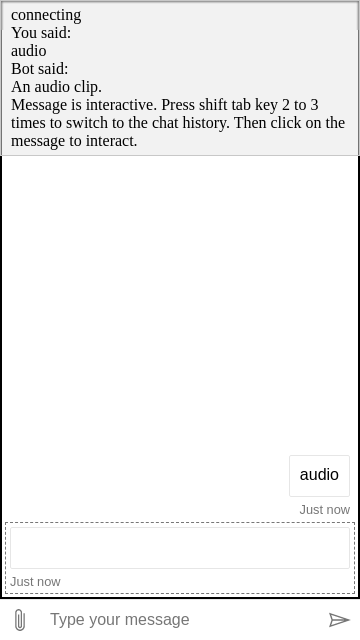 connecting
You said:
audio
Bot said:
An audio clip.
Message is interactive. Press shift tab key 2 to 3
times to switch to the chat history. Then click on the
message to interact.
audio
Just now
Just now
Type your message